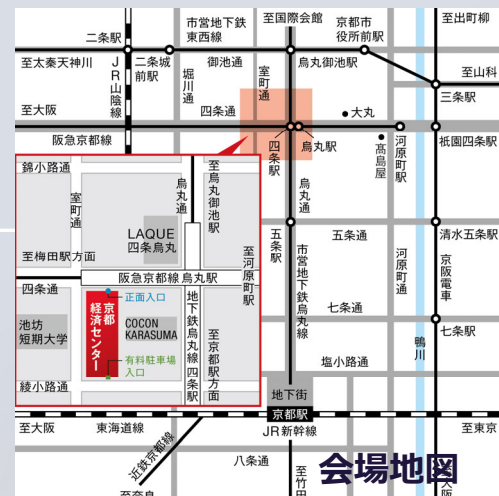 至国際会館
至出町柳
市営地下鉄
東西線
京都市
役所前駅
二条駅
至太秦天神川
二条城
前駅
御池通
烏丸御池駅
至山科
JR山陰線
堀川通
室町通
三条駅
至大阪
四条通
大丸
阪急京都線
四条駅
烏丸駅
髙島屋
河原町駅
祇園四条駅
錦小路通
室町通
烏丸通
至烏丸御池駅
LAQUE
四条烏丸
至梅田駅方面
至河原町駅
阪急京都線 烏丸駅
四条通
正面入口
京都
経済センター
COCON
KARASUMA
池坊
短期大学
有料駐車場
入口
地下鉄烏丸線 四条駅
至京都駅方面
綾小路通
烏丸通
五条駅
五条通
清水五条駅
市営地下鉄烏丸線
河原町通
京阪電車
七条通
鴨川
七条駅
塩小路通
地下街
京都駅
至大阪
東海道線
JR新幹線
至東京
近鉄京都線
八条通
至奈良
至竹田
会場地図
大阪